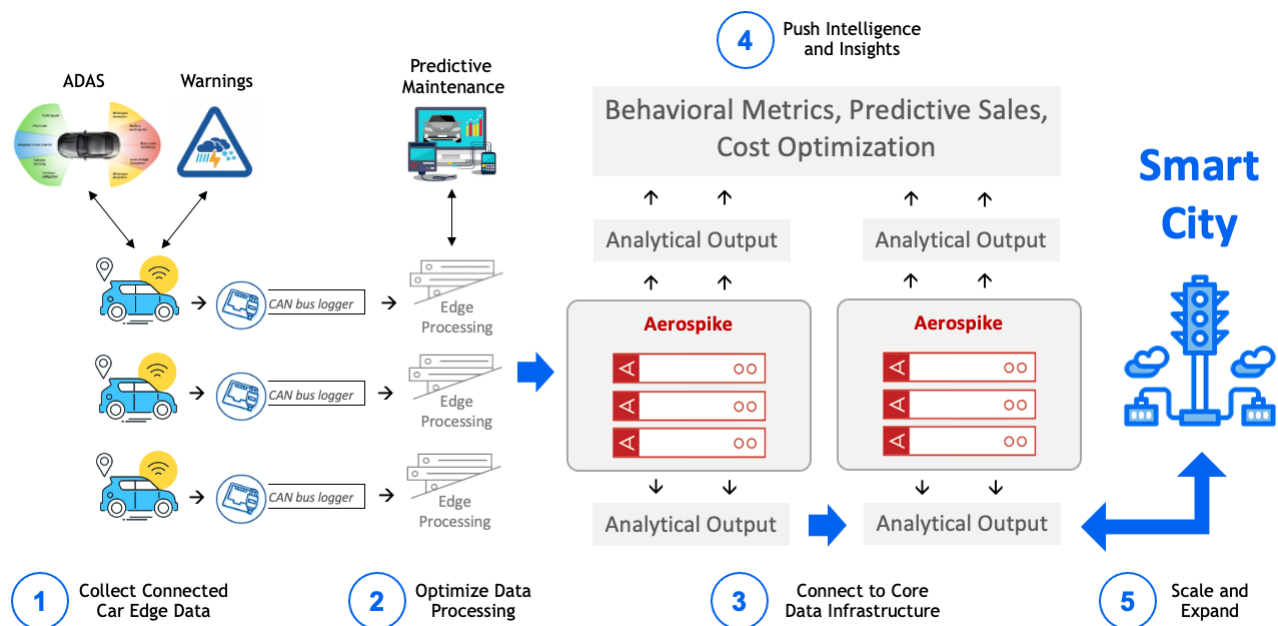 4
Push Intelligence
and Insights
ADAS
Warnings
Predictive
Maintenance
Behavioral Metrics, Predictive Sales,
Cost Optimization
Smart
City
Analytical Output
Analytical Output
CAN bus logger
Edge
Processing
Aerospike
Aerospike
CAN bus logger
Edge
Processing
CAN bus logger
Edge
Processing
Analytical Output
Analytical Output
1
Collect Connected
Car Edge Data
2
Optimize Data
Processing
3
Connect to Core
Data Infrastructure
5
Scale and
Expand